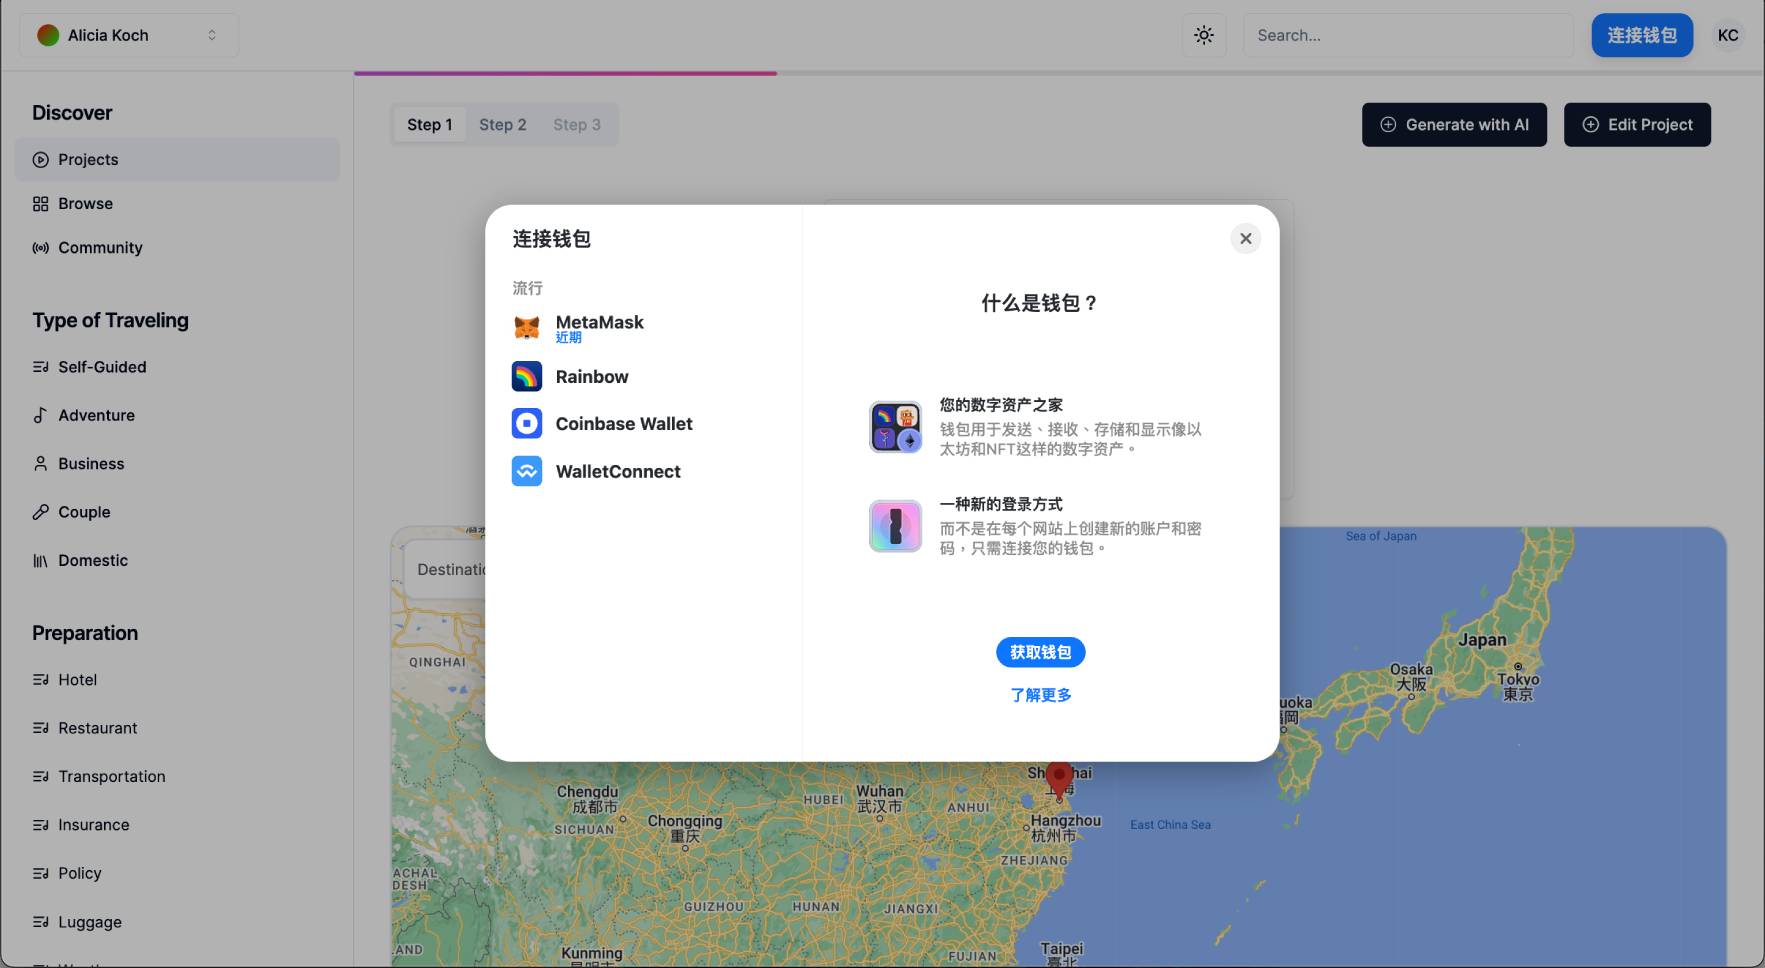 Alicia Koch
Search...
连接钱包
KC
Discover
Projects
Browse
Community
Type of Traveling
Self-Guided
Adventure
Business
Couple
Domestic
Preparation
Hotel
Restaurant
Transportation
Insurance
Policy
Luggage
Step 1
Step 2
Step 3
Generate with AI
Edit Project
连接钱包
流行
MetaMask
近期
Rainbow
Coinbase Wallet
WalletConnect
什么是钱包？
您的数字资产之家
钱包用于发送、接收、存储和显示像以
太坊和NFT这样的数字资产。
一种新的登录方式
而不是在每个网站上创建新的账户和密
码，只需连接您的钱包。
获取钱包
了解更多
Destinatio
Sea of Japan
QINGHAI
Japan
Osaka
大阪
Tokyo
東京
uoka
岡
Chengdu
成都市
SICHUAN
Chongqing
重庆
HUBEI
Wuhan
武汉市
ANHUI
Sh hai
上海
Hangzhou
杭州市
ZHEJIANG
East China Sea
ACHAL
DESH
GUIZHOU
HUNAN
JIANGXI
LAND
Kunming
昆明市
FUJIAN
Taipei
臺北